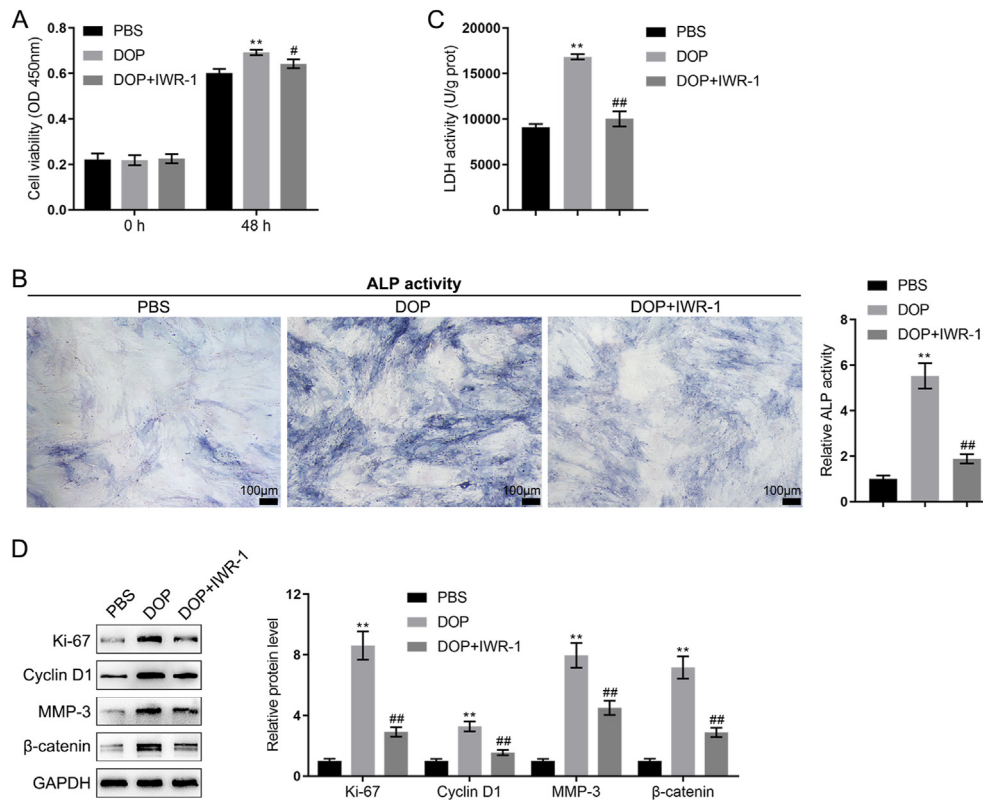 A
Cell viability (OD 450nm)
0.8
0.6
0.4
0.2
0.0
PBS
DOP
DOP+IWR-1
**
#
0 h
48 h
C
LDH activity (U/g prot)
20000
15000
10000
5000
0
**
##
PBS
DOP
DOP+IWR-1
B
ALP activity
PBS
DOP
DOP+IWR-1
100μm
100μm
100μm
PBS
DOP
DOP+IWR-1
Relative ALP activity
8
6
4
2
0
**
##
D
PBS
DOP
DOP+IWR-1
Ki-67
Cyclin D1
MMP-3
β-catenin
GAPDH
Relative protein level
12
8
4
0
PBS
DOP
DOP+IWR-1
**
##
**
##
**
##
**
##
Ki-67
Cyclin D1
MMP-3
β-catenin